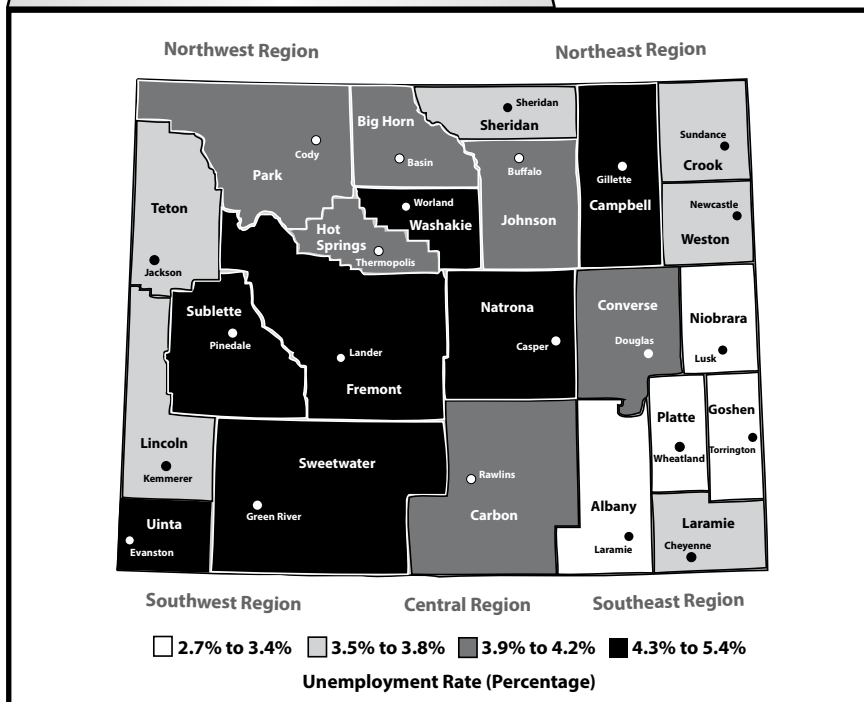 Northwest Region
Northeast Region
Sheridan
Sheridan
Big Horn
Basin
Cody
Park
Buffalo
Johnson
Gillette
Campbell
Sundance
Crook
Newcastle
Weston
Teton
Jackson
Worland
Washakie
Hot
Springs
Thermopolis
Sublette
Pinedale
Lander
Fremont
Natrona
Casper
Converse
Douglas
Niobrara
Lusk
Platte
Wheatland
Goshen
Torrington
Lincoln
Kemmerer
Sweetwater
Green River
Rawlins
Carbon
Albany
Laramie
Laramie
Cheyenne
Uinta
Evanston
Southwest Region
Central Region
Southeast Region
2.7% to 3.4%
3.5% to 3.8%
3.9% to 4.2%
4.3% to 5.4%
Unemployment Rate (Percentage)